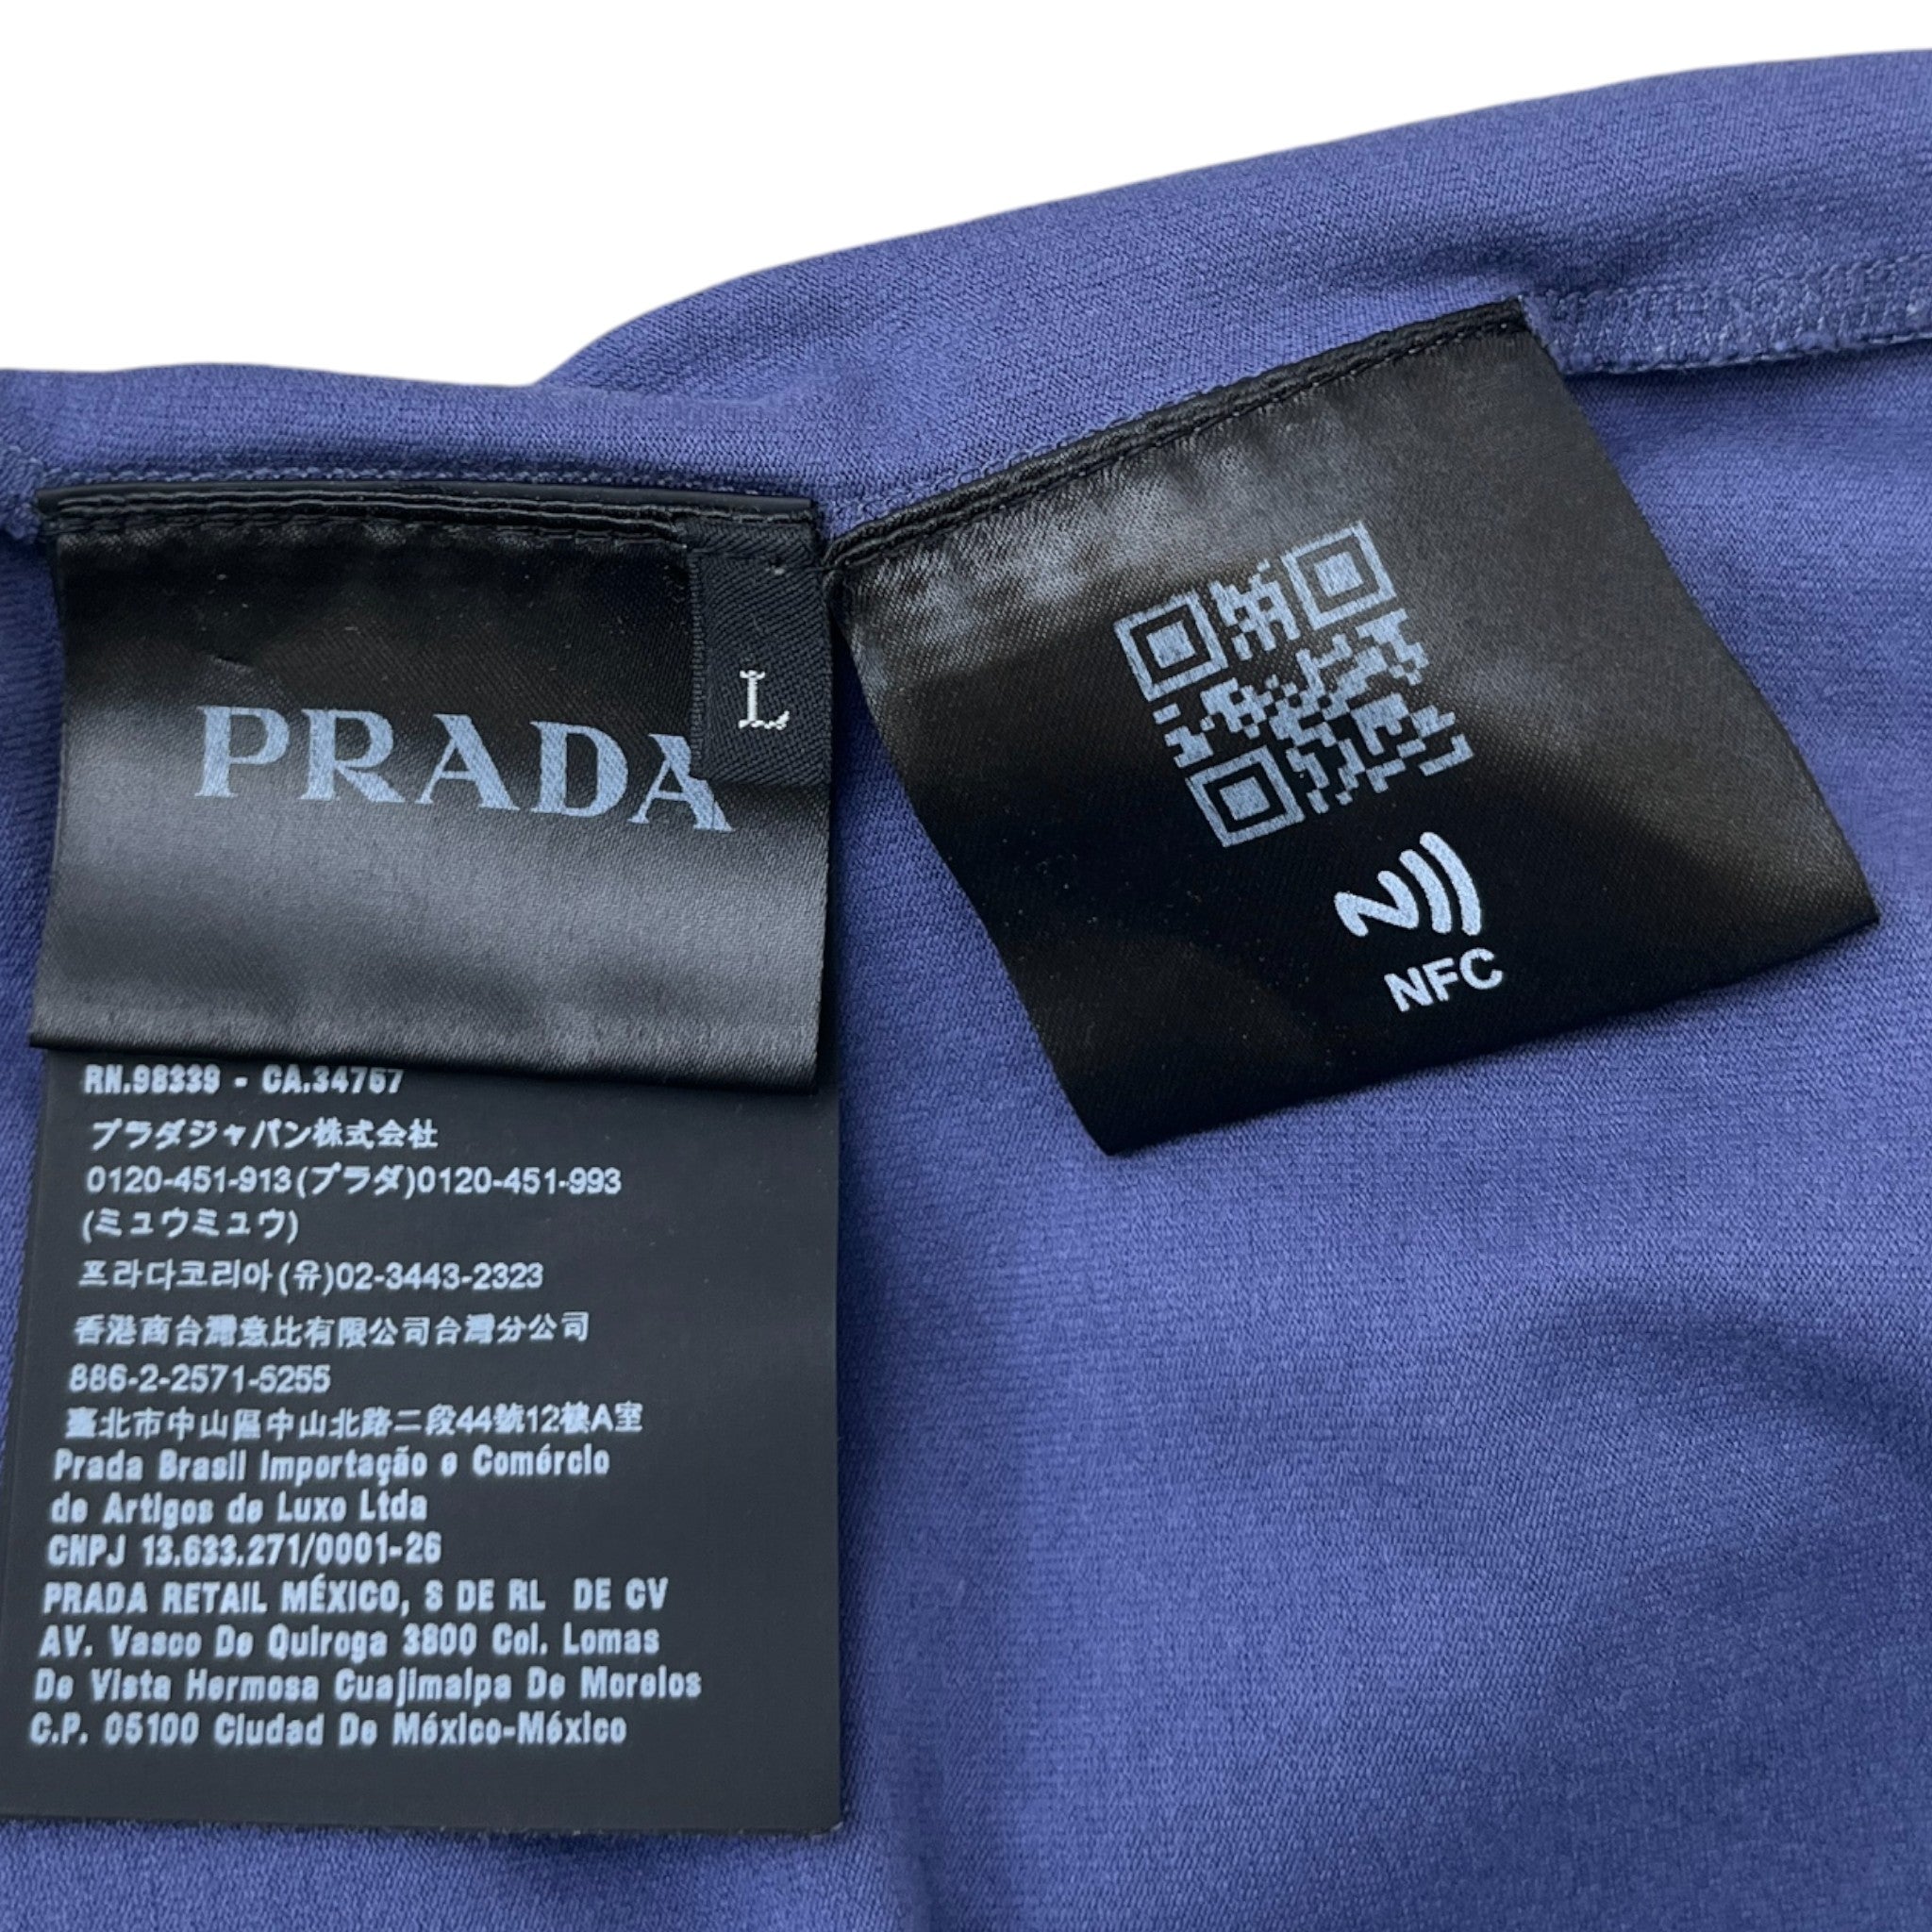 PRADA
L
NFC
RN.98339 - CA.34767
プラダジャパン株式会社
0120-451-913(プラダ)0120-451-993
(ミュウミュウ)
프라다코리아(유)02-3443-2323
香港商台灣意比有限公司台灣分公司
886-2-2571-5255
臺北市中山區中山北路二段44號12樓A室
Prada Brasil Importação e Comércio
de Artigos de Luxo Ltda
CNPJ 13.633.271/0001-26
PRADA RETAIL MÉXICO, S DE RL DE CV
AV. Vasco De Quiroga 3800 Col. Lomas
De Vista Hermosa Cuajimalpa De Morelos
C.P. 05100 Ciudad De México-México